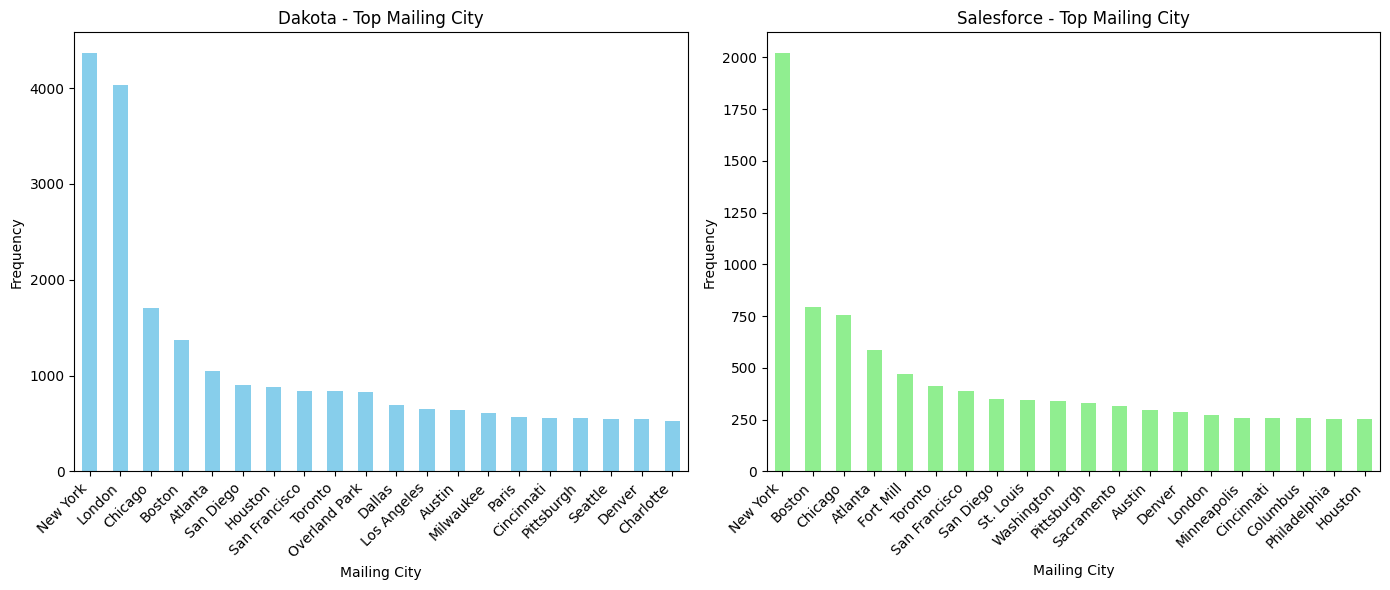 Dakota - Top Mailing City
Frequency
4000
3000
2000
1000
0
New York
London
Chicago
Boston
Atlanta
San Diego
Houston
San Francisco
Toronto
Overland Park
Dallas
Los Angeles
Austin
Milwaukee
Paris
Cincinnati
Pittsburgh
Seattle
Denver
Charlotte
Mailing City
Salesforce - Top Mailing City
Frequency
2000
1750
1500
1250
1000
750
500
250
0
New York
Boston
Chicago
Atlanta
Fort Mill
Toronto
San Francisco
San Diego
St. Louis
Washington
Pittsburgh
Sacramento
Austin
Denver
London
Minneapolis
Cincinnati
Columbus
Philadelphia
Houston
Mailing City